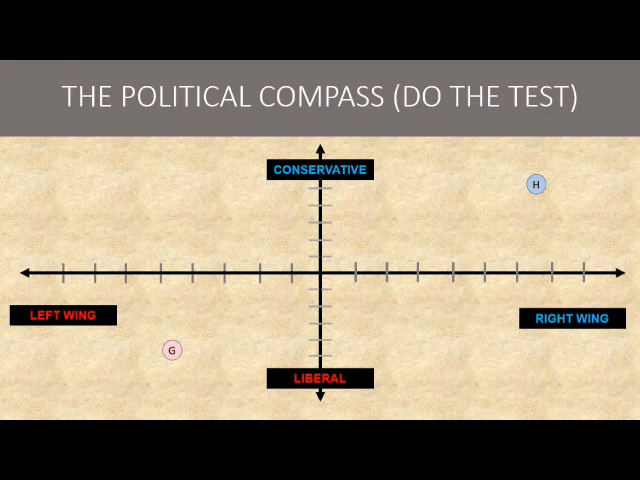 THE POLITICAL COMPASS (DO THE TEST)
CONSERVATIVE
H
LEFT WING
RIGHT WING
G
LIBERAL